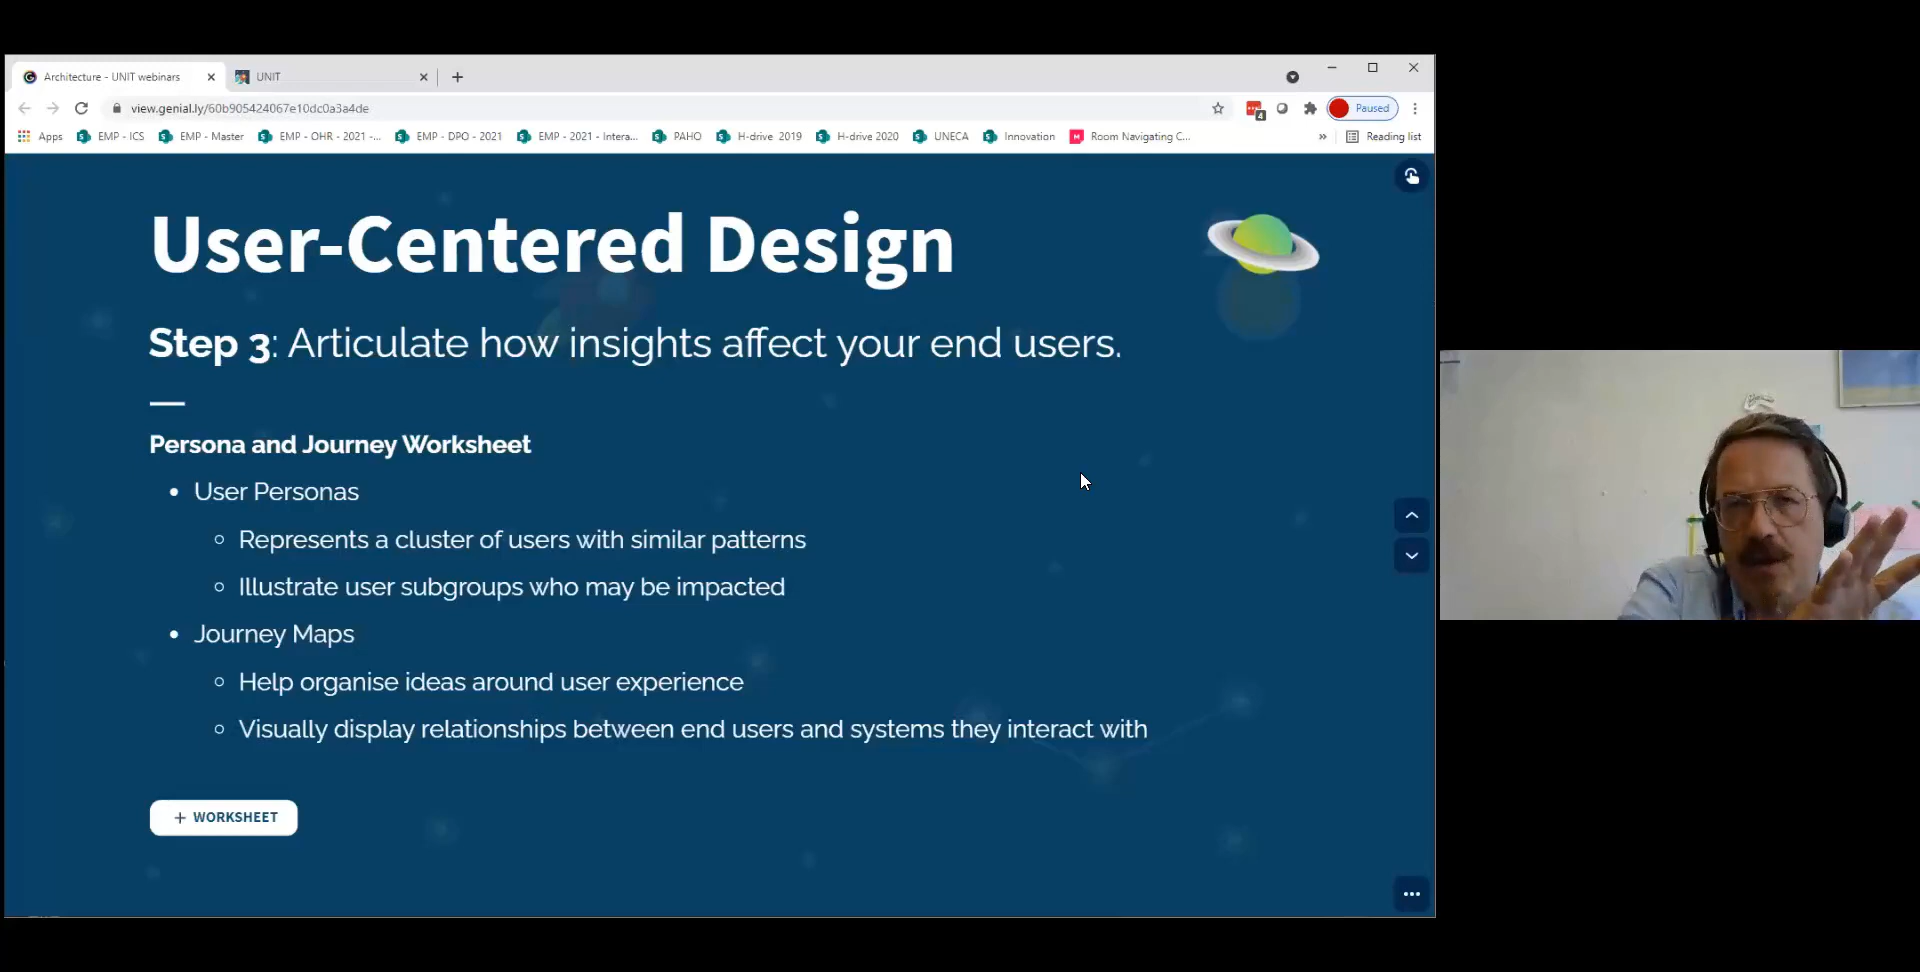 Architecture - UNIT webinars
UNIT
view.genial.ly/60b905424067e10dc0a3a4de
4
Paused
Apps
EMP - ICS
EMP - Master
EMP - OHR - 2021 -...
EMP - DPO - 2021
EMP - 2021 - Intera...
PAHO
H-drive 2019
H-drive 2020
UNECA
Innovation
Room Navigating C...
»
Reading list
User-Centered Design
Step 3: Articulate how insights affect your end users.
Persona and Journey Worksheet
• User Personas
◦ Represents a cluster of users with similar patterns
◦ Illustrate user subgroups who may be impacted
• Journey Maps
◦ Help organise ideas around user experience
◦ Visually display relationships between end users and systems they interact with
+ WORKSHEET